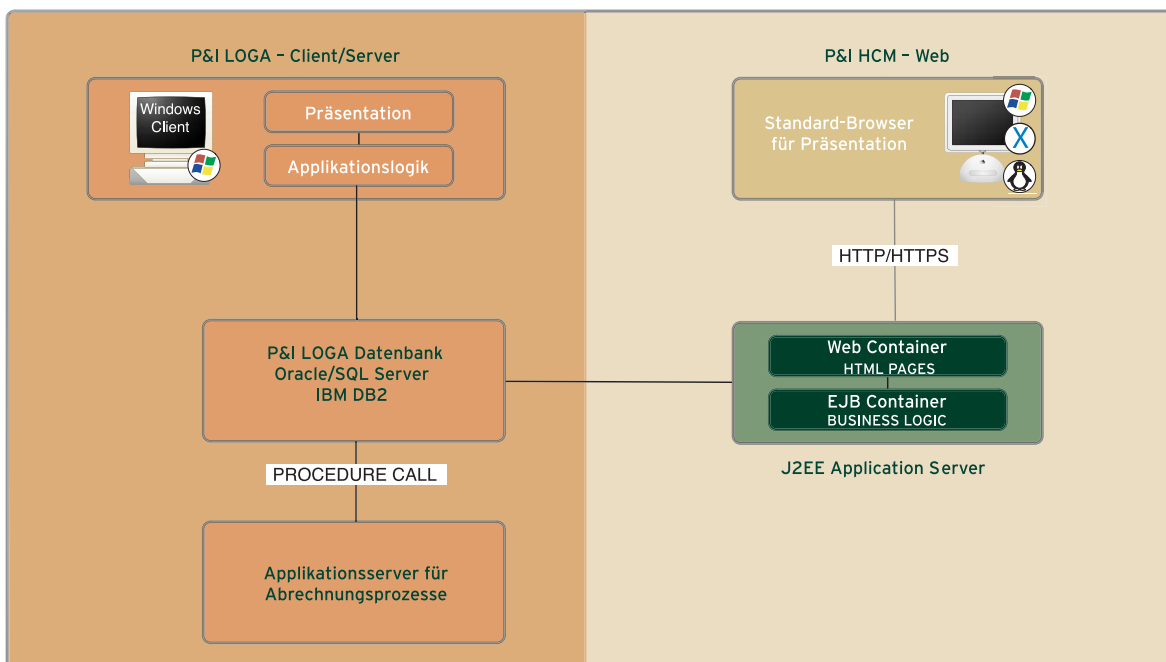 P&I LOGA – Client/Server
Windows
Client
Präsentation
Applikationslogik
P&I LOGA Datenbank
Oracle/SQL Server
IBM DB2
PROCEDURE CALL
Applikationsserver für
Abrechnungsprozesse
P&I HCM – Web
Standard-Browser
für Präsentation
X
HTTP/HTTPS
Web Container
HTML PAGES
EJB Container
BUSINESS LOGIC
J2EE Application Server